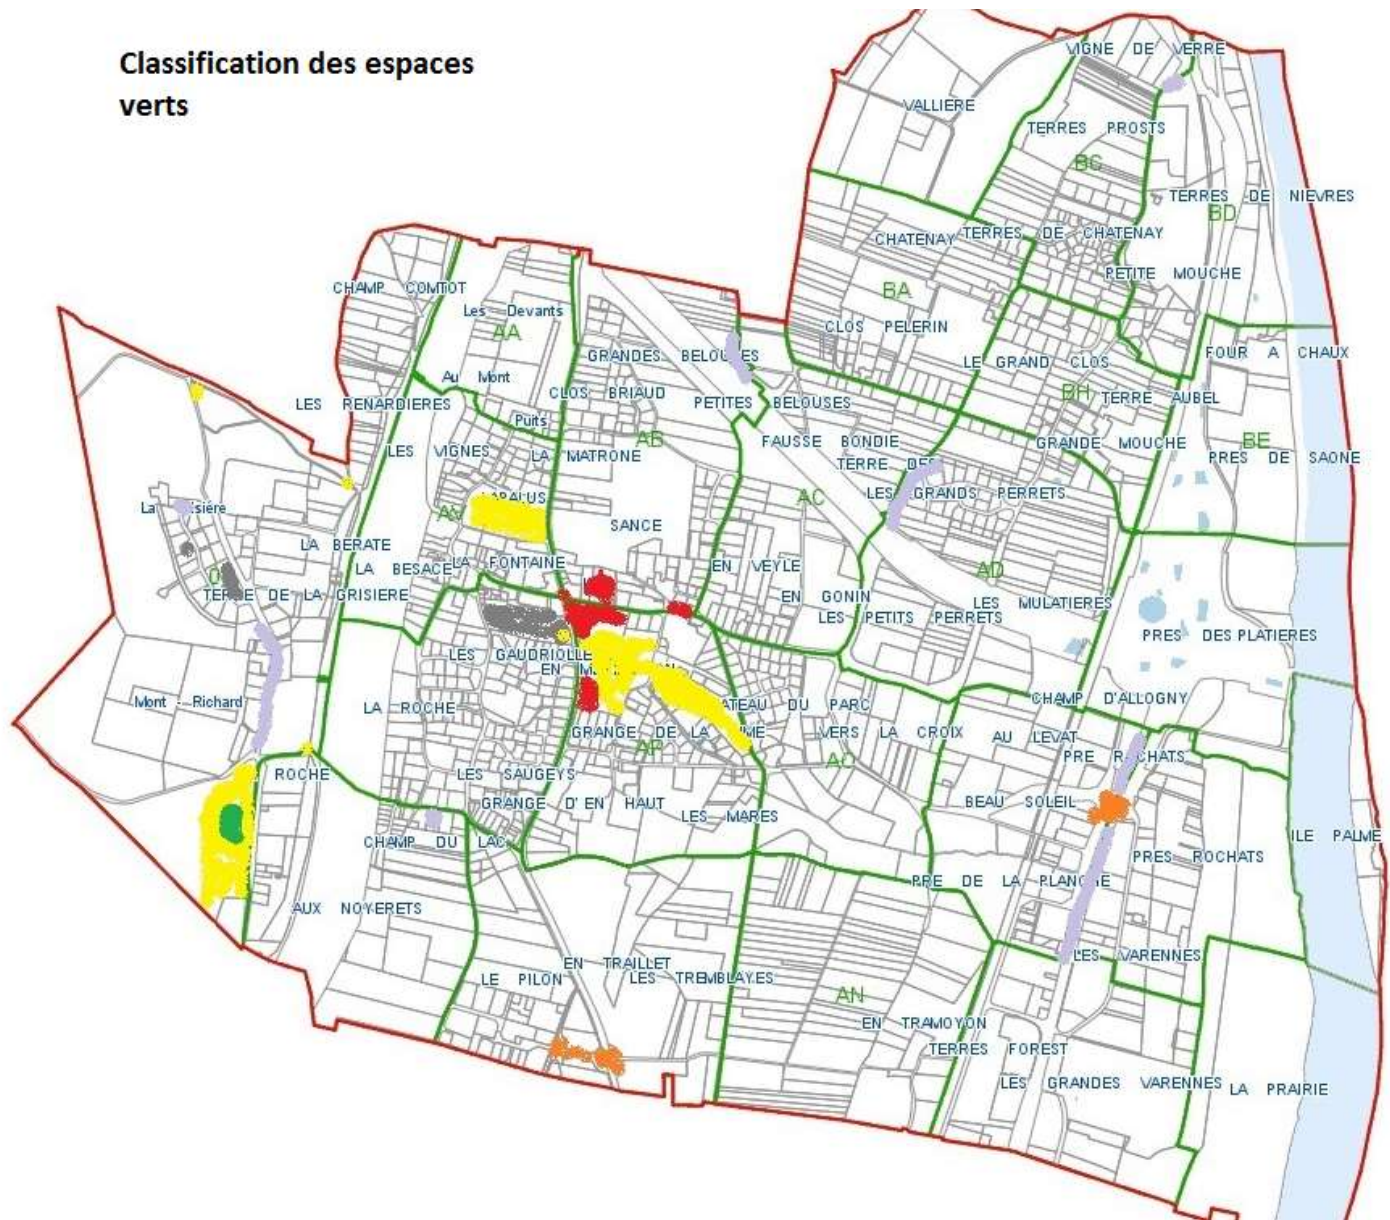 Classification des espaces
verts
VIGNE DE VERRE
VALLIERE
TERRES PROSTS
BC
TERRES DE NIEVRES
BD
CHATENAY
TERRES DE CHATENAY
PETITE MOUCHE
CHAMP COMTOT
BA
Les Devants
AA
CLOS PELERIN
GRANDES BELOUSES
LE GRAND CLOS
FOUR A CHAUX
Au Mont
CLOS BRIAUD
BH
TERRE AUBEL
LES RENARDIERES
PETITES BELOUSES
Puits
AB
FAUSSE BONDIE
GRANDE MOUCHE
BE
LES VIGNES
LA MATRONE
PRES DE SAONE
TERRE DES
LES GRANDS PERRETS
AC
La
SANCE
LA BERATE
LA BESACE
LA FONTAINE
EN VEYLE
AD
TERRE DE LA GRISIERE
EN GONIN
LES MULATIERES
LES PETITS PERRETS
PRES DES PLATIERES
LES GAUDRIOLLE
EN
Mont - Richard
LA ROCHE
CHAMP D'ALLOGNY
DU PARC
GRANGE DE LA
VERS LA CROIX
AU LEVAT
AP
PRE RACHATS
AO
ROCHE
LES SAUGEYS
GRANGE D'EN HAUT
BEAU SOLEIL
LES MARES
CHAMP DU LAC
ILE PALME
PRES ROCHATS
PRE DE LA PLANCHE
AUX NOYERETS
LES VARENNES
EN TRAILLET
LE PILON
LES TREMBLAYES
AN
EN TRAMOYON
TERRES FOREST
LES GRANDES VARENNES
LA PRAIRIE